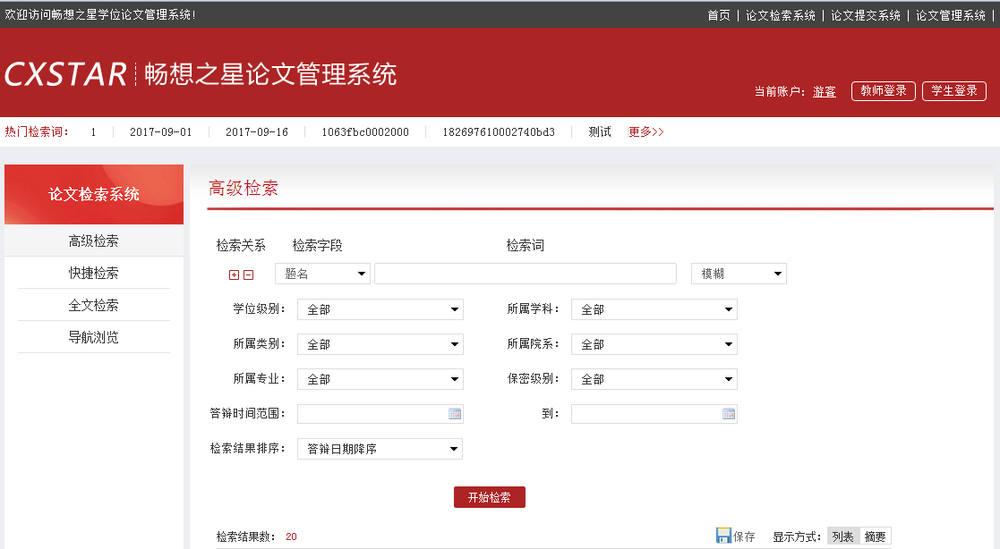 欢迎访问畅想之星学位论文管理系统!
首页 | 论文检索系统 | 论文提交系统 | 论文管理系统 |
CXSTAR 畅想之星论文管理系统
当前账户: 游客 教师登录 学生登录
热门检索词: 1 2017-09-01 2017-09-16 1063fbc0002000 182697610002740bd3 测试 更多>>
论文检索系统
高级检索
快捷检索
全文检索
导航浏览
高级检索
检索关系 检索字段 检索词
题名 模糊
学位级别: 全部 所属学科: 全部
所属类别: 全部 所属院系: 全部
所属专业: 全部 保密级别: 全部
答辩时间范围: 到:
检索结果排序: 答辩日期降序
开始检索
检索结果数: 20 保存 显示方式: 列表 摘要